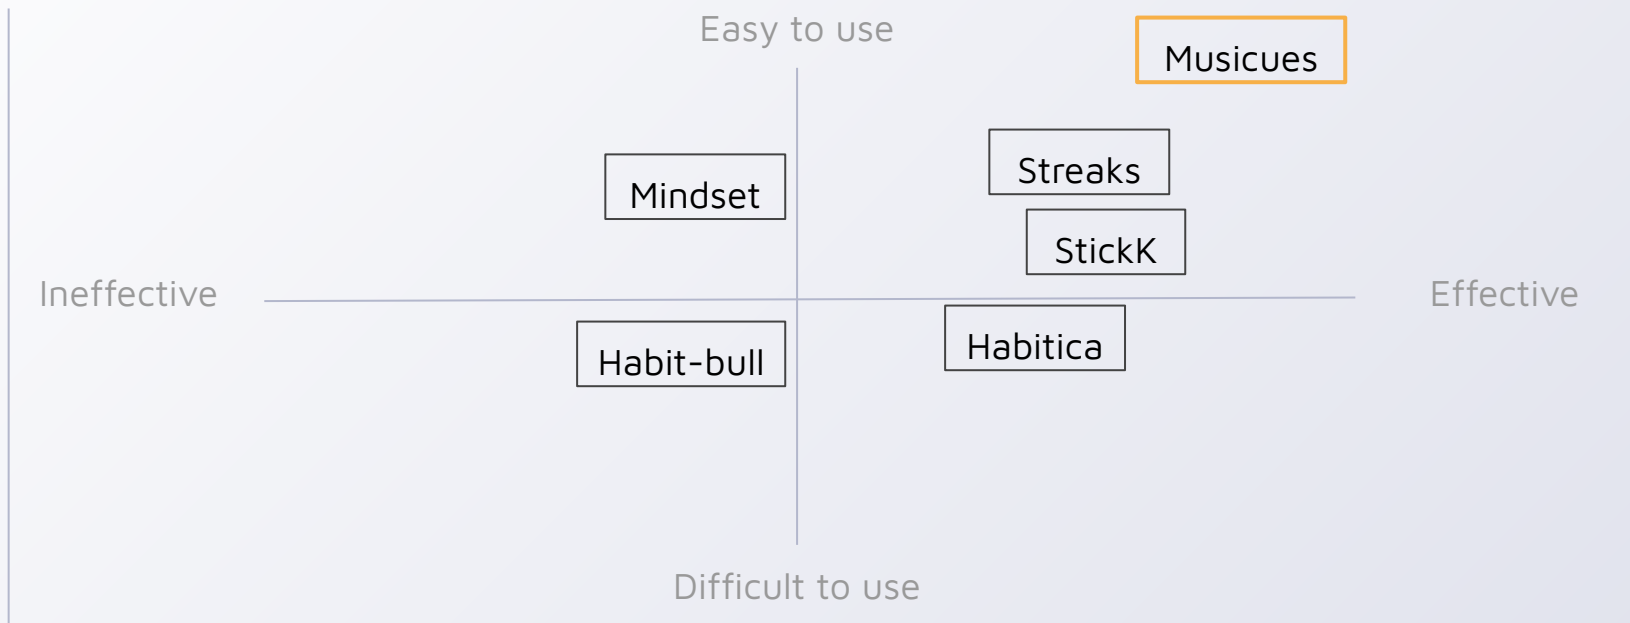 Easy to use
Musicues
Streaks
Mindset
StickK
Ineffective
Effective
Habitica
Habit-bull
Difficult to use